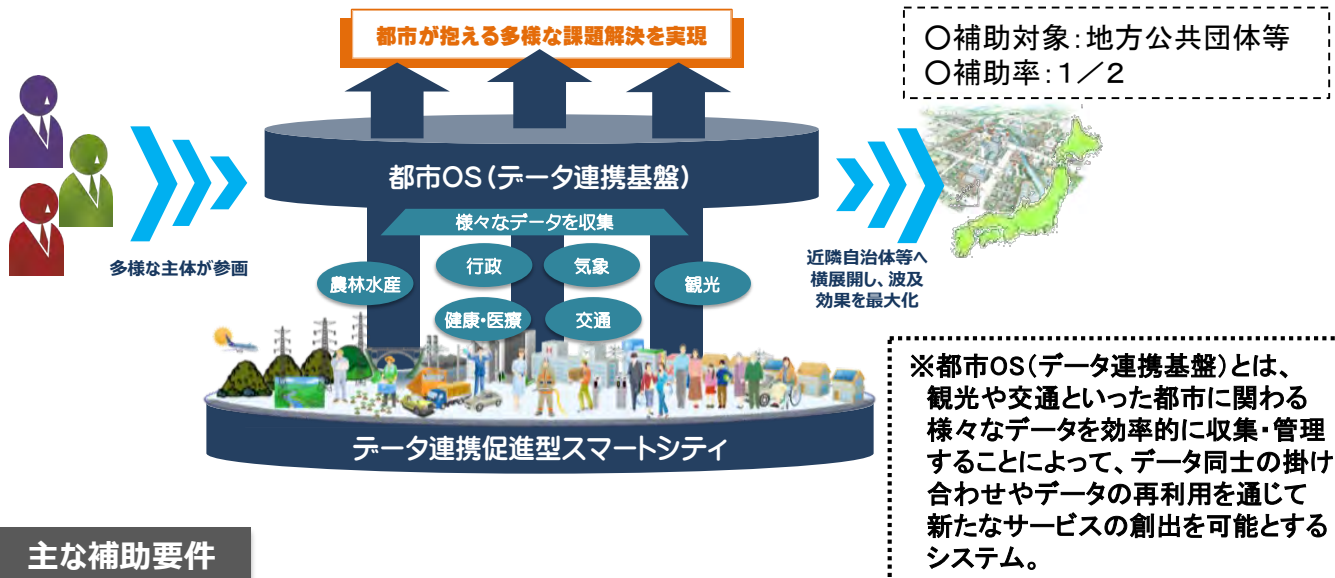 都市が抱える多様な課題解決を実現
○補助対象:地方公共団体等
○補助率:1/2
都市OS(データ連携基盤)
様々なデータを収集
行政
気象
農林水産
観光
健康・医療
交通
多様な主体が参画
近隣自治体等へ
横展開し、波及
効果を最大化
データ連携促進型スマートシティ
※都市OS(データ連携基盤)とは、
観光や交通といった都市に関わる
様々なデータを効率的に収集・管理
することによって、データ同士の掛け
合わせやデータの再利用を通じて
新たなサービスの創出を可能とする
システム。
主な補助要件